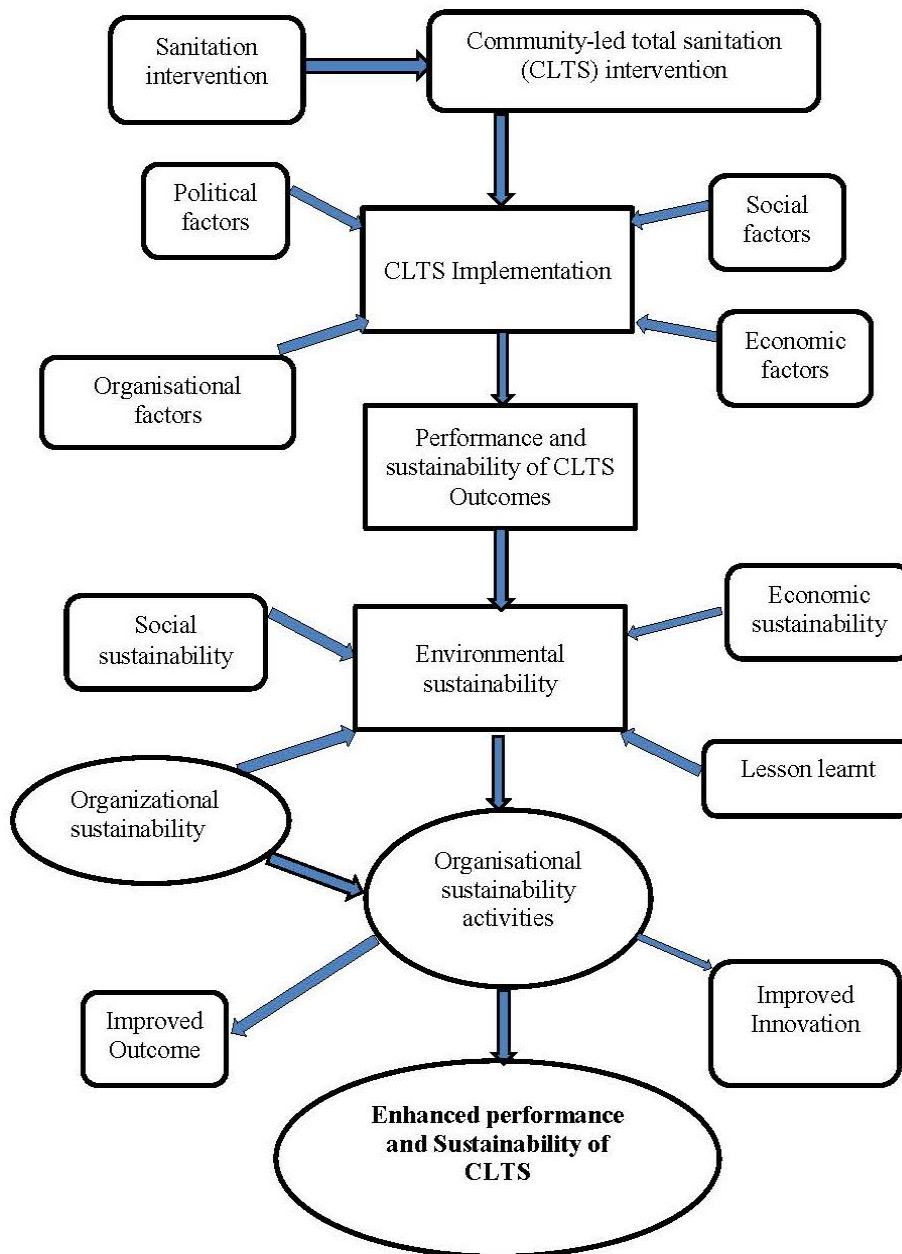 Sanitation
intervention
Community-led total sanitation
(CLTS) intervention
Political
factors
Social
factors
CLTS Implementation
Organisational
factors
Economic
factors
Performance and
sustainability of CLTS
Outcomes
Social
sustainability
Economic
sustainability
Environmental
sustainability
Organizational
sustainability
Lesson learnt
Organisational
sustainability
activities
Improved
Outcome
Improved
Innovation
Enhanced performance
and Sustainability of
CLTS